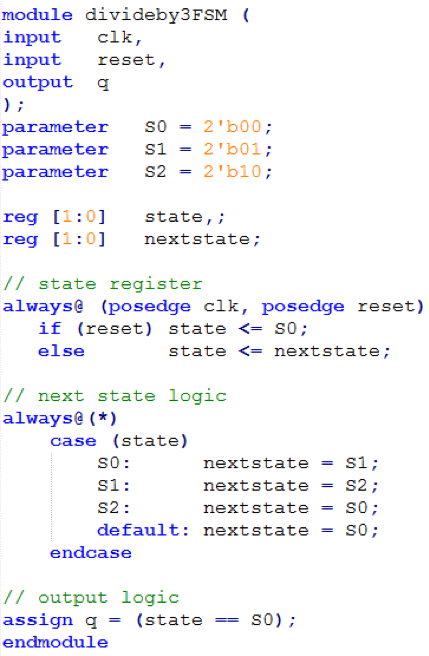 module divideby3FSM (
input   clk,
input   reset,
output  q
);
parameter   S0 = 2'b00;
parameter   S1 = 2'b01;
parameter   S2 = 2'b10;

reg [1:0]   state,;
reg [1:0]   nextstate;

// state register
always@ (posedge clk, posedge reset)
   if (reset) state <= S0;
   else       state <= nextstate;

// next state logic
always@(*)
    case (state)
        S0:      nextstate = S1;
        S1:      nextstate = S2;
        S2:      nextstate = S0;
        default: nextstate = S0;
    endcase

// output logic
assign q = (state == S0);
endmodule